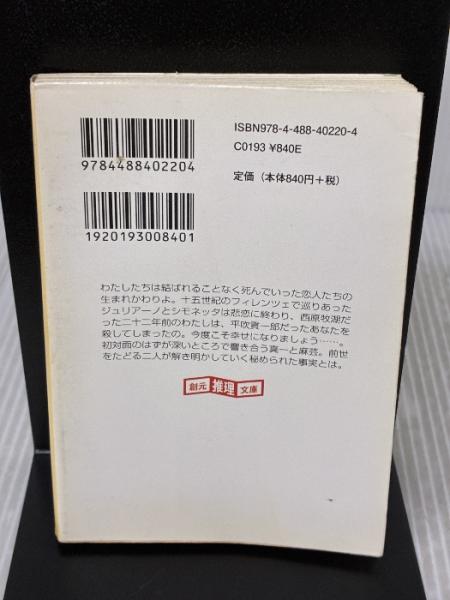 ISBN978-4-488-40220-4
C0193 ¥840E
定価（本体840円＋税）
9784488402204
1920193008401
わたしたちは結ばれることなく死んでいった恋人たちの
生まれかわりよ。十五世紀のフィレンツェで巡りあった
ジュリアーノとシモネッタは悲恋に終わり、西原牧湖だ
った二十二年前のわたしは、平吹貢一郎だったあなたを
殺してしまったの。今度こそ幸せになりましょう……。
初対面のはずが深いところで響き合う真一と麻芸。前世
をたどる二人が解き明かしていく秘められた事実とは。
創元 推理 文庫